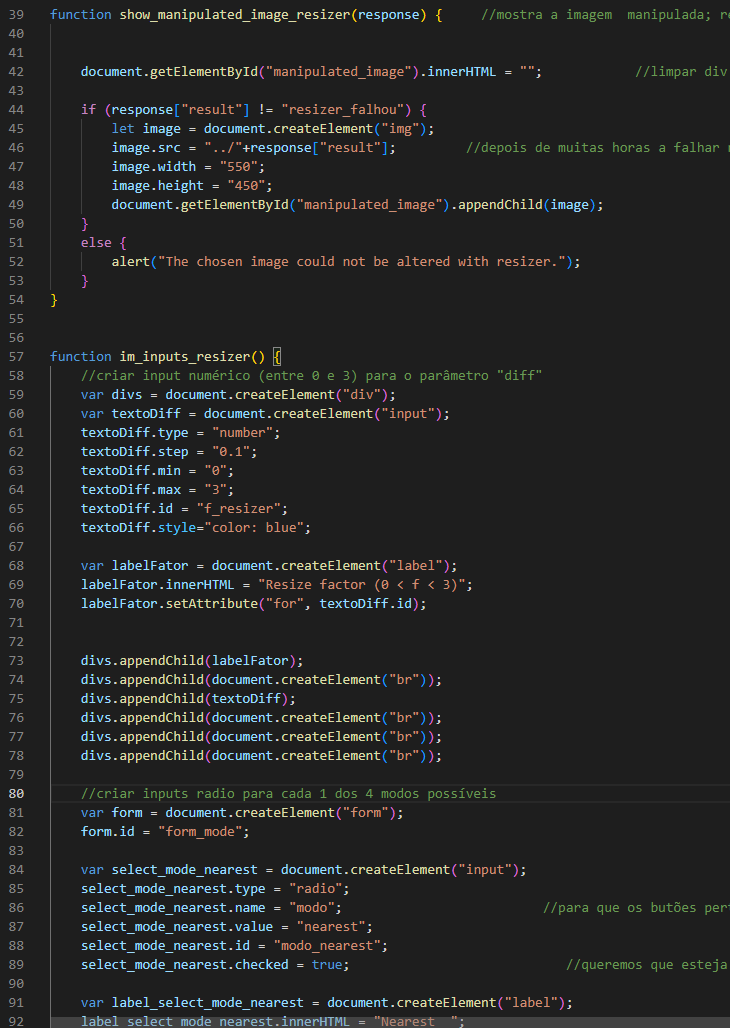 39 function show_manipulated_image_resizer(response) { //mostra a imagem manipulada;
40
41
42 document.getElementById("manipulated_image").innerHTML = ""; //limpar div
43
44 if (response["result"] != "resizer_falhou") {
45 let image = document.createElement("img");
46 image.src = "../"+response["result"]; //depois de muitas horas a falhar
47 image.width = "550";
48 image.height = "450";
49 document.getElementById("manipulated_image").appendChild(image);
50 }
51 else {
52 alert("The chosen image could not be altered with resizer.");
53 }
54 }
55
56
57 function im_inputs_resizer() {
58 //criar input numérico (entre 0 e 3) para o parâmetro "diff"
59 var divs = document.createElement("div");
60 var textoDiff = document.createElement("input");
61 textoDiff.type = "number";
62 textoDiff.step = "0.1";
63 textoDiff.min = "0";
64 textoDiff.max = "3";
65 textoDiff.id = "f_resizer";
66 textoDiff.style="color: blue";
67
68 var labelFator = document.createElement("label");
69 labelFator.innerHTML = "Resize factor (0 < f < 3)";
70 labelFator.setAttribute("for", textoDiff.id);
71
72
73 divs.appendChild(labelFator);
74 divs.appendChild(document.createElement("br"));
75 divs.appendChild(textoDiff);
76 divs.appendChild(document.createElement("br"));
77 divs.appendChild(document.createElement("br"));
78 divs.appendChild(document.createElement("br"));
79
80 //criar inputs radio para cada 1 dos 4 modos possíveis
81 var form = document.createElement("form");
82 form.id = "form_mode";
83
84 var select_mode_nearest = document.createElement("input");
85 select_mode_nearest.type = "radio";
86 select_mode_nearest.name = "modo"; //para que os butões per
87 select_mode_nearest.value = "nearest";
88 select_mode_nearest.id = "modo_nearest";
89 select_mode_nearest.checked = true; //queremos que esteja
90
91 var label_select_mode_nearest = document.createElement("label");
92 label_select_mode_nearest.innerHTML = "Nearest ";